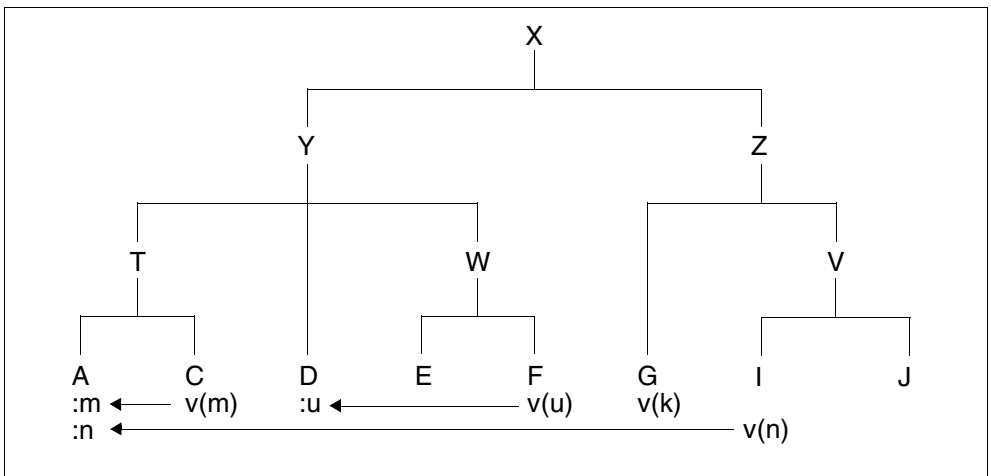 X
Y Z
T W V
A C D E F G I J
:m v(m) :u v(u) v(k)
:n v(n)